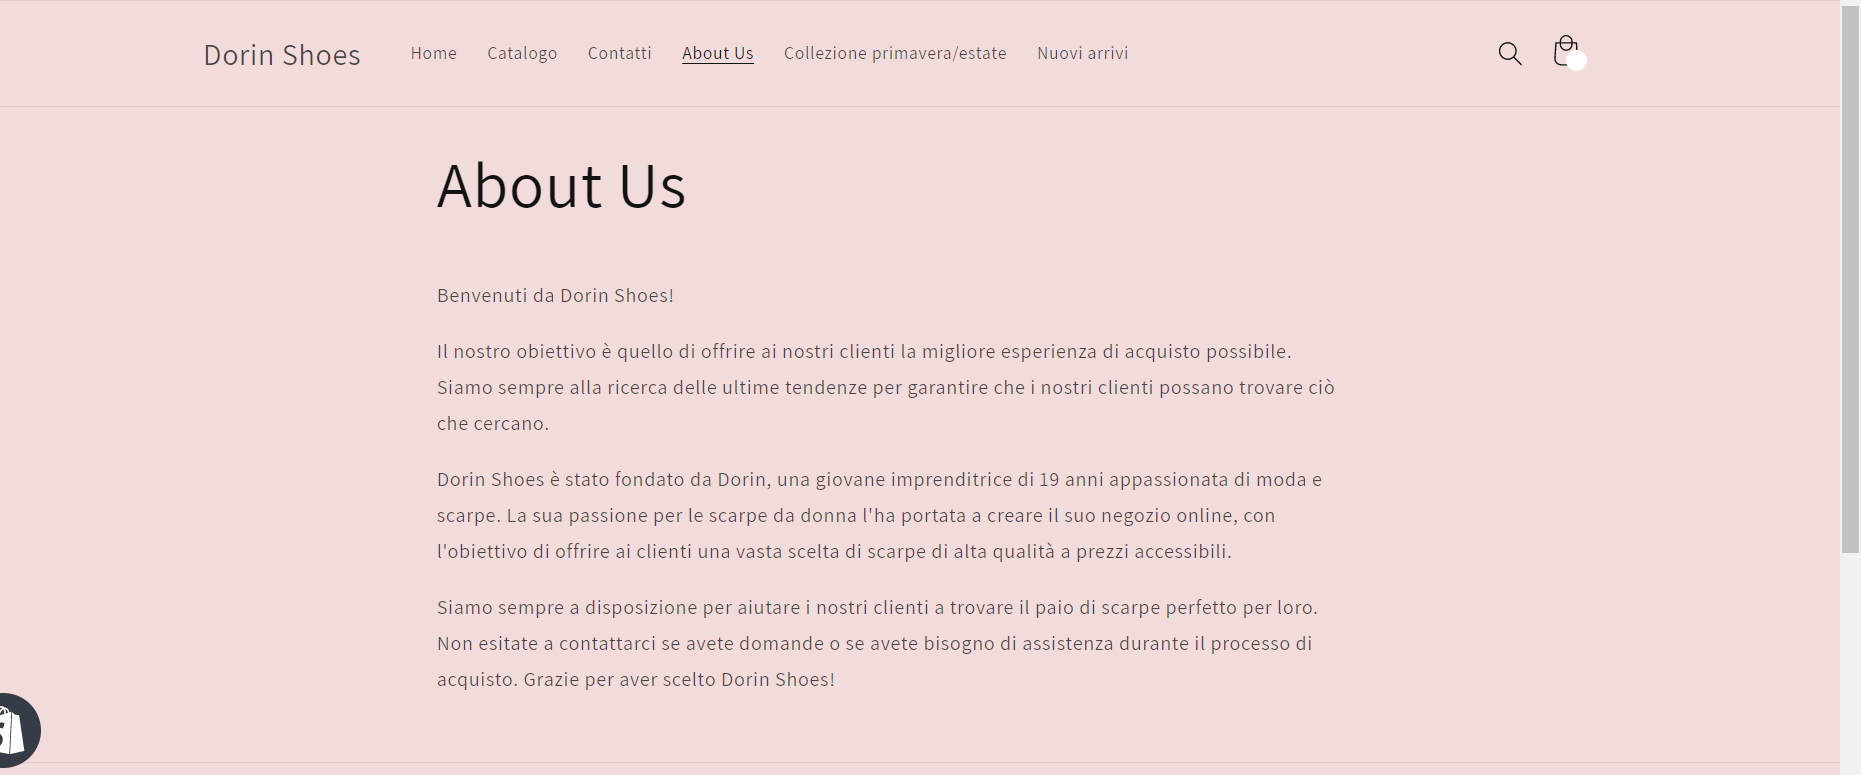 Dorin Shoes
Home Catalogo Contatti About Us Collezione primavera/estate Nuovi arrivi
About Us
Benvenuti da Dorin Shoes!
Il nostro obiettivo è quello di offrire ai nostri clienti la migliore esperienza di acquisto possibile.
Siamo sempre alla ricerca delle ultime tendenze per garantire che i nostri clienti possano trovare ciò
che cercano.
Dorin Shoes è stato fondato da Dorin, una giovane imprenditrice di 19 anni appassionata di moda e
scarpe. La sua passione per le scarpe da donna l'ha portata a creare il suo negozio online, con
l'obiettivo di offrire ai clienti una vasta scelta di scarpe di alta qualità a prezzi accessibili.
Siamo sempre a disposizione per aiutare i nostri clienti a trovare il paio di scarpe perfetto per loro.
Non esitate a contattarci se avete domande o se avete bisogno di assistenza durante il processo di
acquisto. Grazie per aver scelto Dorin Shoes!